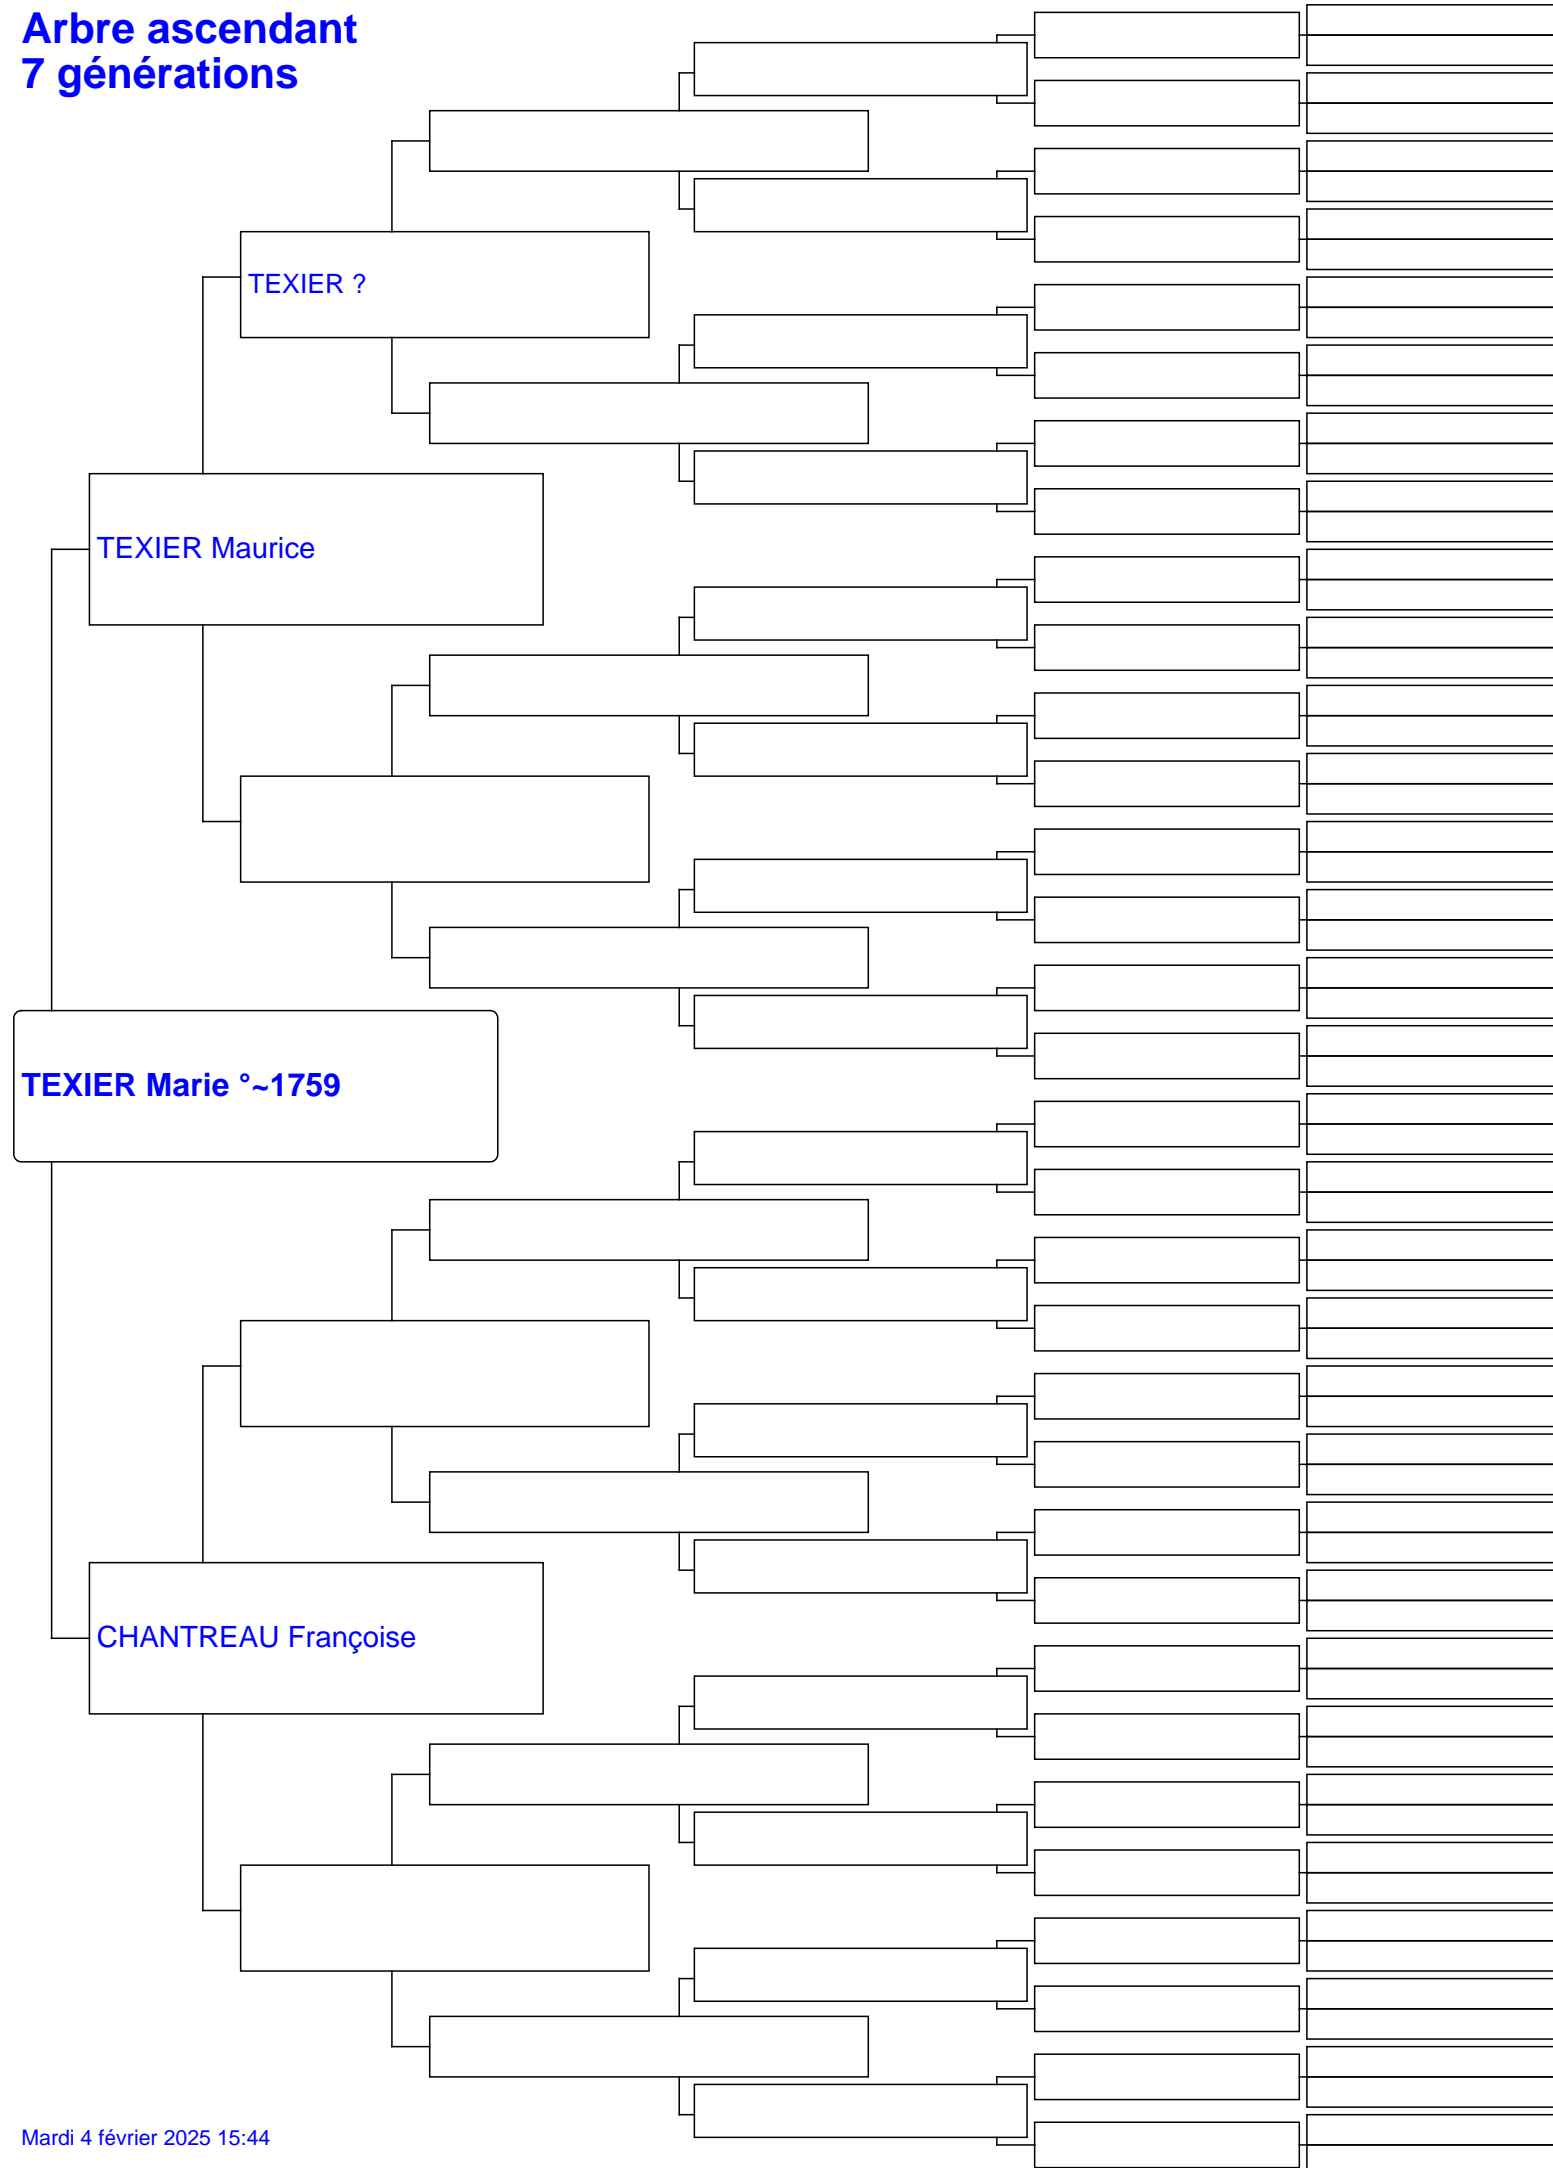 Arbre ascendant
7 générations
TEXIER ?
TEXIER Maurice
TEXIER Marie °~1759
CHANTREAU Françoise
Mardi 4 février 2025 15:44